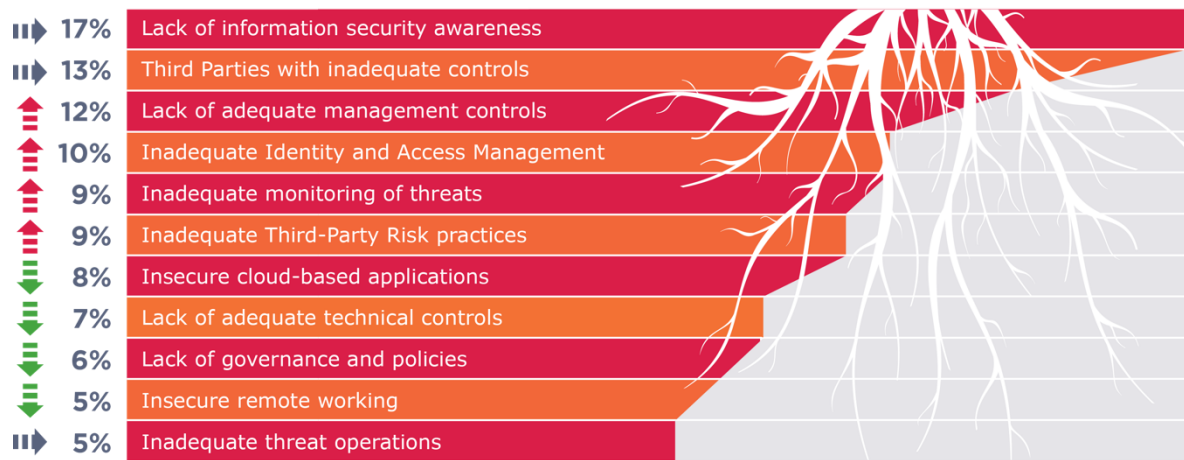 17% Lack of information security awareness
13% Third Parties with inadequate controls
12% Lack of adequate management controls
10% Inadequate Identity and Access Management
9% Inadequate monitoring of threats
9% Inadequate Third-Party Risk practices
8% Insecure cloud-based applications
7% Lack of adequate technical controls
6% Lack of governance and policies
5% Insecure remote working
5% Inadequate threat operations